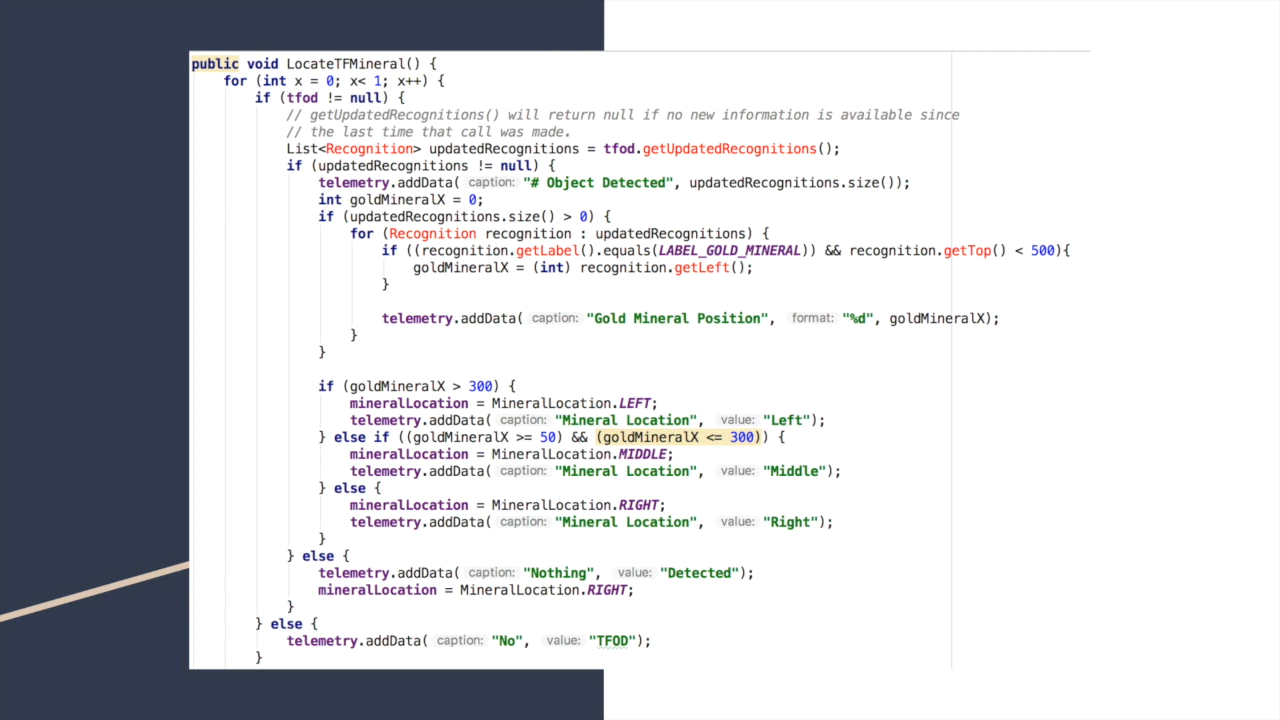 public void LocateTFMineral() {
for (int x = 0; x< 1; x++) {
if (tfod != null) {
// getUpdatedRecognitions() will return null if no new information is available since
// the last time that call was made.
List<Recognition> updatedRecognitions = tfod.getUpdatedRecognitions();
if (updatedRecognitions != null) {
telemetry.addData( caption: "# Object Detected", updatedRecognitions.size());
int goldMineralX = 0;
if (updatedRecognitions.size() > 0) {
for (Recognition recognition : updatedRecognitions) {
if ((recognition.getLabel().equals(LABEL_GOLD_MINERAL)) && recognition.getTop() < 500){
goldMineralX = (int) recognition.getLeft();
}
telemetry.addData( caption: "Gold Mineral Position", format: "%d", goldMineralX);
}
}
if (goldMineralX > 300) {
mineralLocation = MineralLocation.LEFT;
telemetry.addData( caption: "Mineral Location", value: "Left");
} else if ((goldMineralX >= 50) && (goldMineralX <= 300)) {
mineralLocation = MineralLocation.MIDDLE;
telemetry.addData( caption: "Mineral Location", value: "Middle");
} else {
mineralLocation = MineralLocation.RIGHT;
telemetry.addData( caption: "Mineral Location", value: "Right");
}
} else {
telemetry.addData( caption: "Nothing", value: "Detected");
mineralLocation = MineralLocation.RIGHT;
}
} else {
telemetry.addData( caption: "No", value: "TFOD");
}